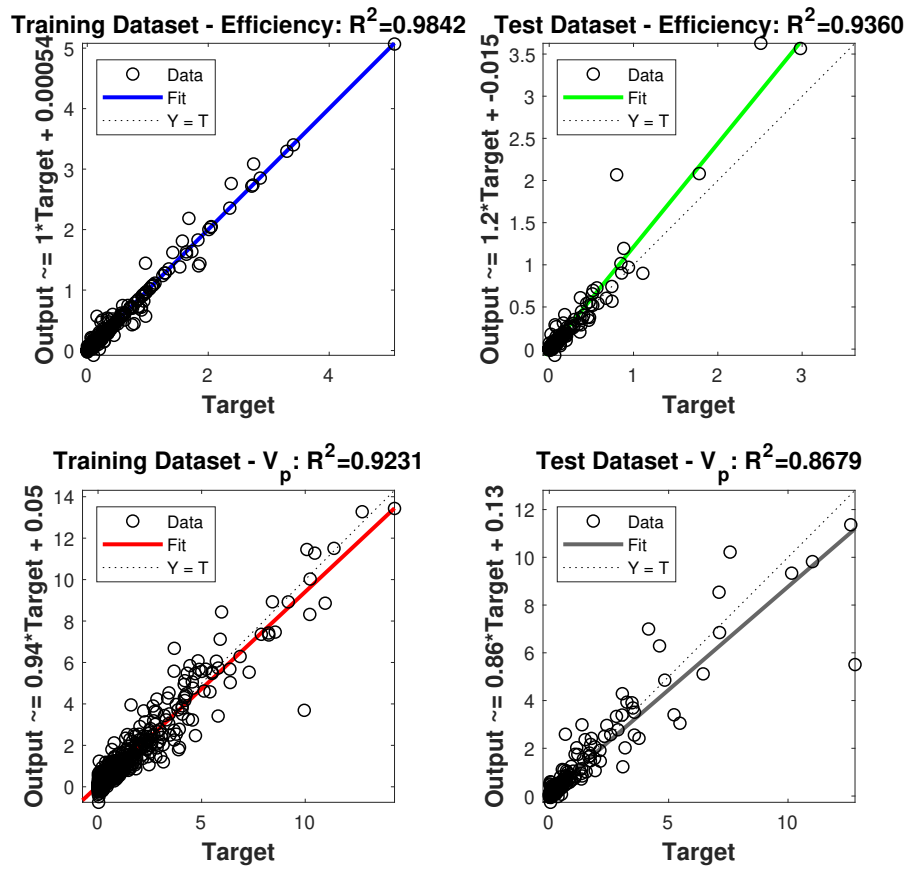 Training Dataset - Efficiency: R²=0.9842
Output ~= 1*Target + 0.00054
5
4
3
2
1
0
Data
Fit
Y = T
0
2
4
Target
Test Dataset - Efficiency: R²=0.9360
Output ~= 1.2*Target + -0.015
3.5
3
2.5
2
1.5
1
0.5
0
Data
Fit
Y = T
0
1
2
3
Target
Training Dataset - Vₚ: R²=0.9231
Output ~= 0.94*Target + 0.05
14
12
10
8
6
4
2
0
Data
Fit
Y = T
0
5
10
Target
Test Dataset - Vₚ: R²=0.8679
Output ~= 0.86*Target + 0.13
12
10
8
6
4
2
0
Data
Fit
Y = T
0
5
10
Target